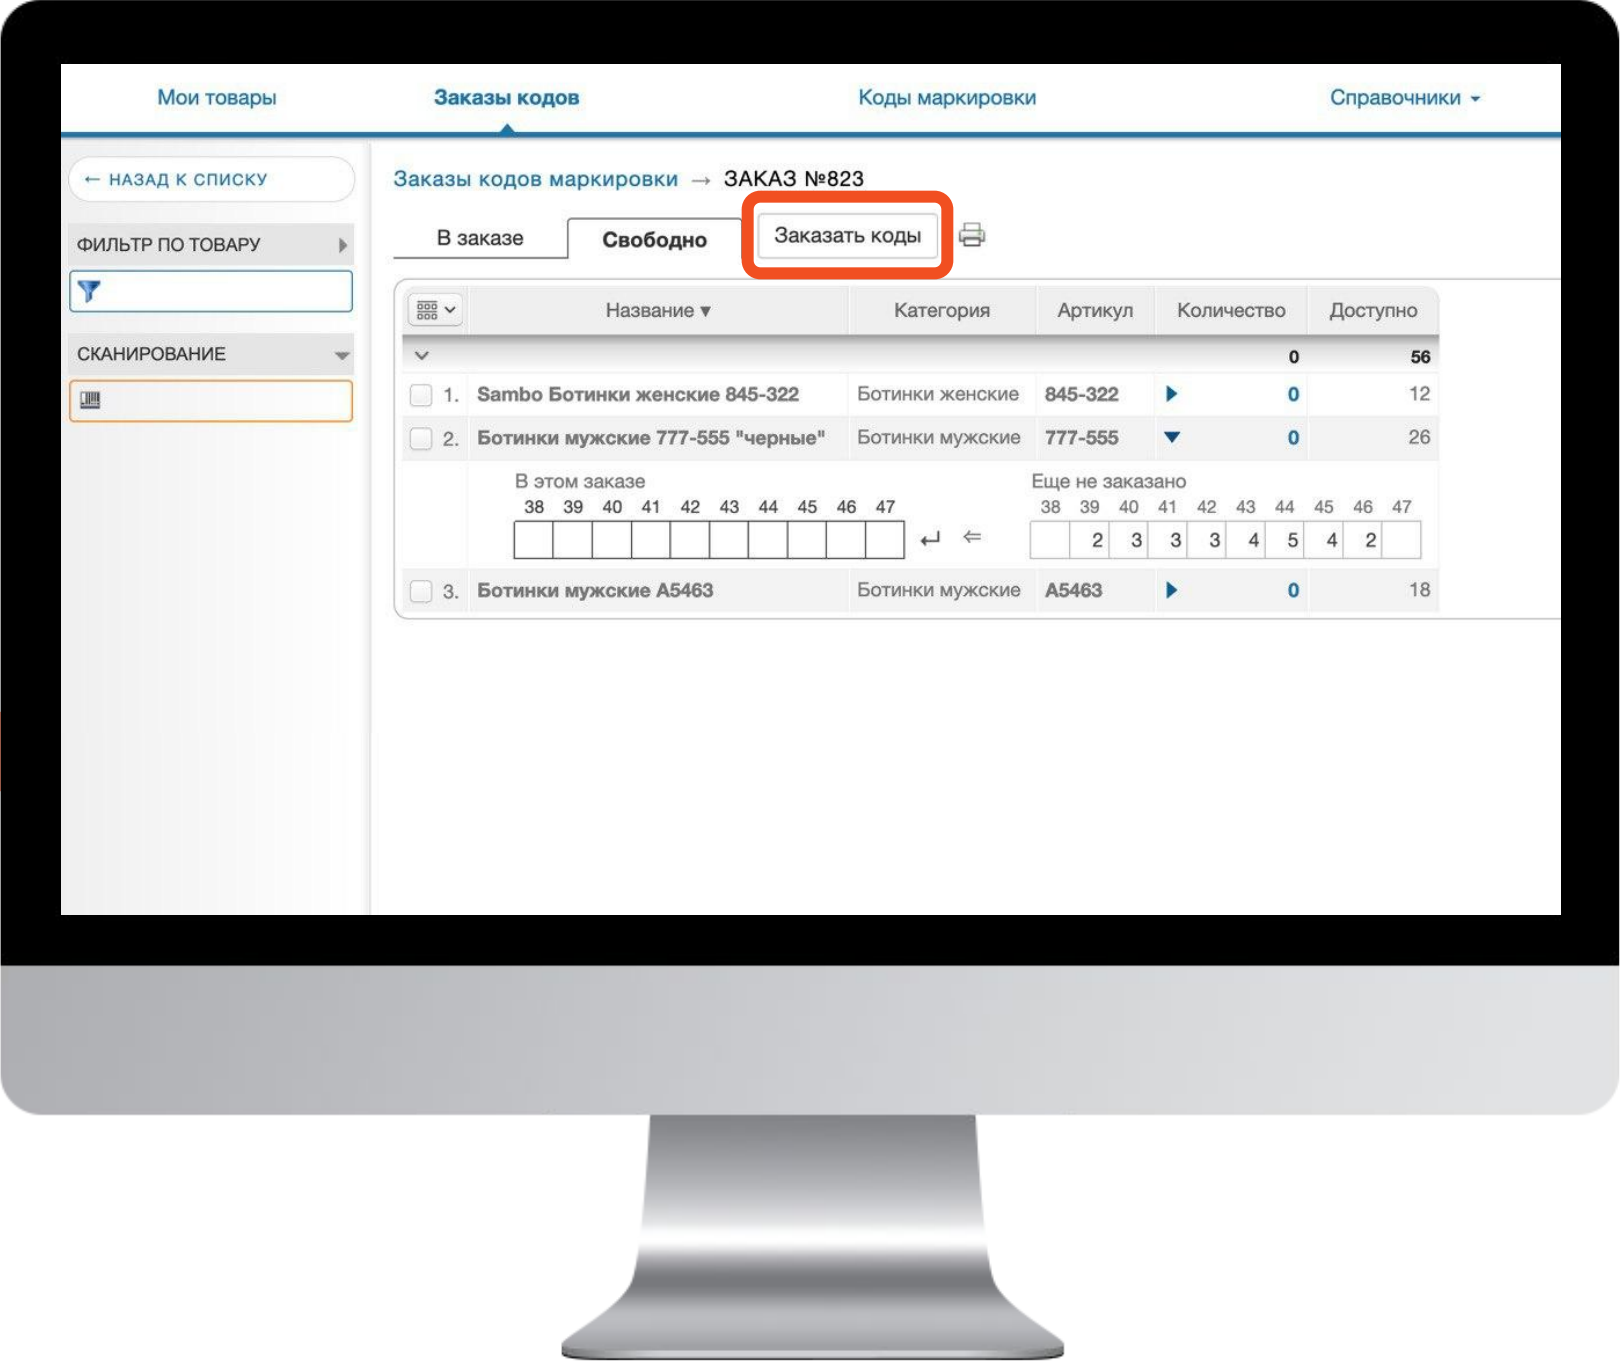 Мои товары Заказы кодов Коды маркировки Справочники
← НАЗАД К СПИСКУ
Заказы кодов маркировки → ЗАКАЗ №823
ФИЛЬТР ПО ТОВАРУ
В заказе Свободно Заказать коды
Название ▼ Категория Артикул Количество Доступно
СКАНИРОВАНИЕ
0 56
1. Sambo Ботинки женские 845-322 Ботинки женские 845-322 0 12
2. Ботинки мужские 777-555 "черные" Ботинки мужские 777-555 0 26
В этом заказе Еще не заказано
38 39 40 41 42 43 44 45 46 47 38 39 40 41 42 43 44 45 46 47
2 3 3 3 4 5 4 2
3. Ботинки мужские A5463 Ботинки мужские A5463 0 18